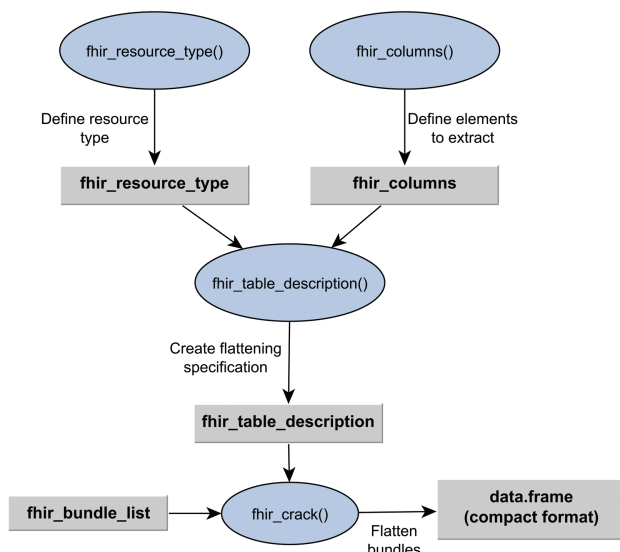 fhir_resource_type()
fhir_columns()
Define resource
type
Define elements
to extract
fhir_resource_type
fhir_columns
fhir_table_description()
Create flattening
specification
fhir_table_description
fhir_bundle_list
fhir_crack()
data.frame
(compact format)
Flatten
bundles